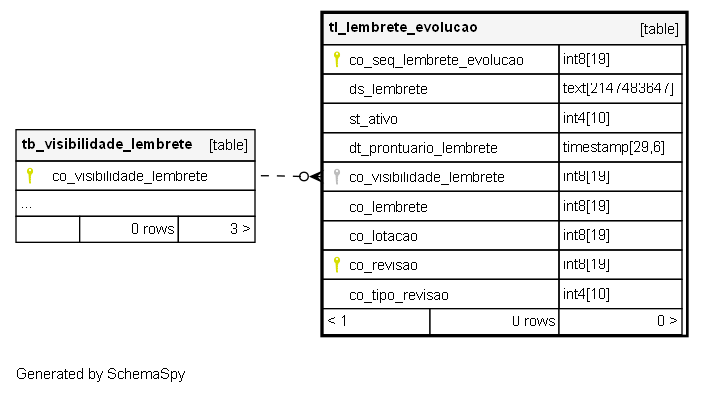 tl_lembrete_evolucao [table]
co_seq_lembrete_evolucao int8[19]
ds_lembrete text[2147483647]
st_ativo int4[10]
dt_prontuario_lembrete timestamp[29,6]
co_visibilidade_lembrete int8[19]
co_lembrete int8[19]
co_lotacao int8[19]
co_revisao int8[19]
co_tipo_revisao int4[10]
< 1 0 rows 0 >
tb_visibilidade_lembrete [table]
co_visibilidade_lembrete
...
0 rows 3 >
Generated by SchemaSpy